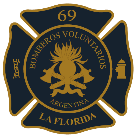 69
BOMBEROS VOLUNTARIOS
ARGENTINA
LA FLORIDA